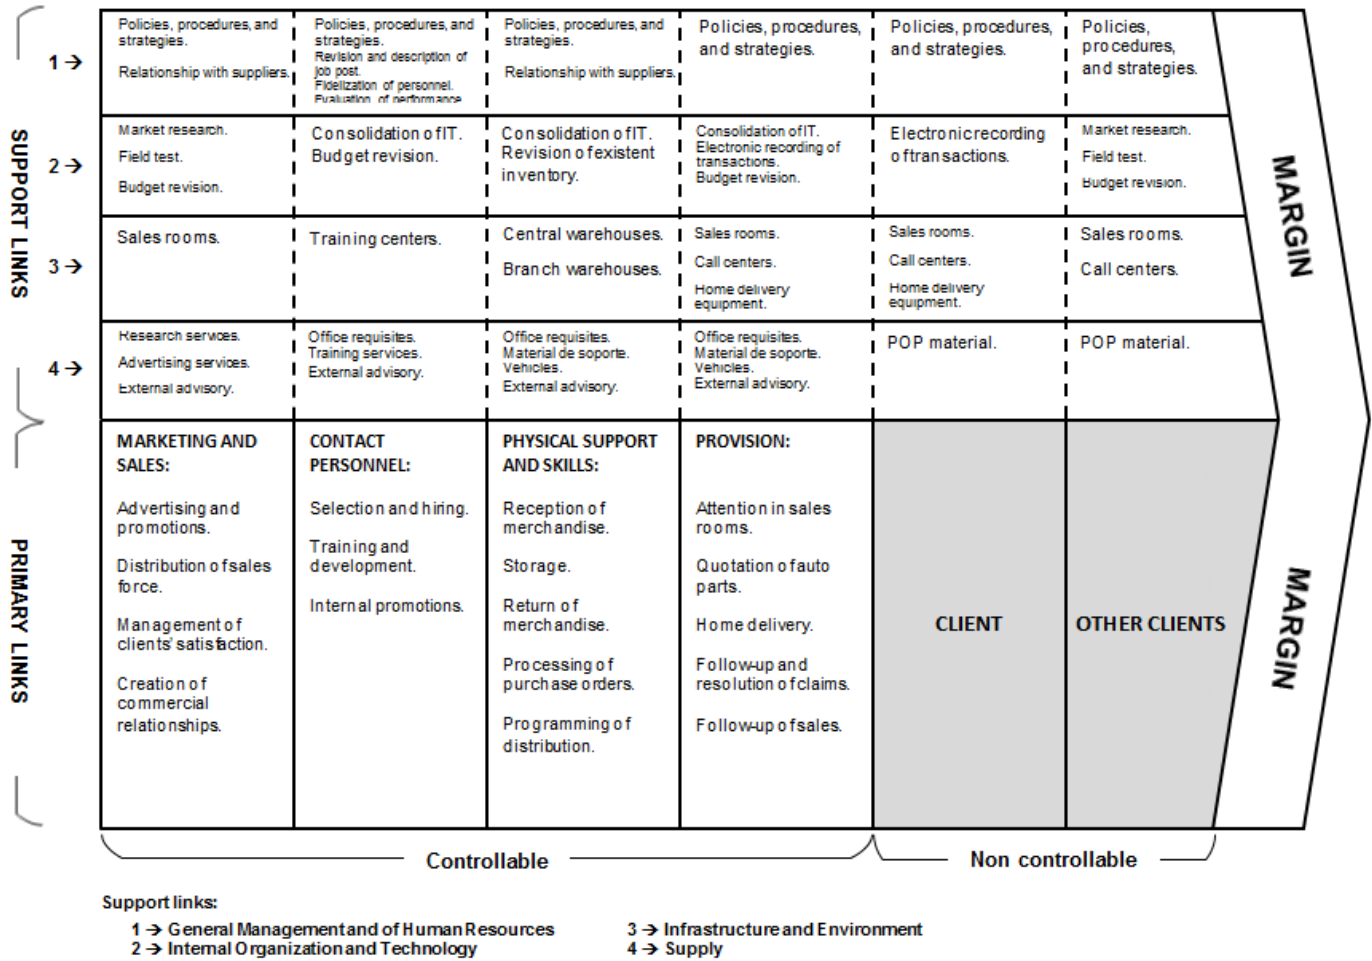 SUPPORT LINKS
PRIMARY LINKS
1 →
Policies, procedures, and
strategies.
Relationship with suppliers.
Policies, procedures, and
strategies.
Revision and description of
job post.
Fidelization of personnel.
Evaluation of performance
Policies, procedures, and
strategies.
Relationship with suppliers.
Policies, procedures,
and strategies.
Policies, procedures,
and strategies.
Policies,
procedures,
and strategies.
2 →
Market research.
Field test.
Budget revision.
Consolidation of IT.
Budget revision.
Consolidation of IT.
Revision of existent
inventory.
Consolidation of IT.
Electronic recording of
transactions.
Budget revision.
Electronic recording
of transactions.
Market research.
Field test.
Budget revision.
3 →
Sales rooms.
Training centers.
Central warehouses.
Branch warehouses.
Sales rooms.
Call centers.
Home delivery
equipment.
Sales rooms.
Call centers.
Home delivery
equipment.
Sales rooms.
Call centers.
4 →
Research services.
Advertising services.
External advisory.
Office requisites.
Training services.
External advisory.
Office requisites.
Material de soporte.
Vehicles.
External advisory.
Office requisites.
Material de soporte.
Vehicles.
External advisory.
POP material.
POP material.
MARGIN
MARKETING AND
SALES:
Advertising and
promotions.
Distribution of sales
force.
Management of
clients' satisfaction.
Creation of
commercial
relationships.
CONTACT
PERSONNEL:
Selection and hiring.
Training and
development.
Internal promotions.
PHYSICAL SUPPORT
AND SKILLS:
Reception of
merchandise.
Storage.
Return of
merchandise.
Processing of
purchase orders.
Programming of
distribution.
PROVISION:
Attention in sales
rooms.
Quotation of auto
parts.
Home delivery.
Follow-up and
resolution of claims.
Follow-up of sales.
CLIENT
OTHER CLIENTS
MARGIN
Controllable
Non controllable
Support links:
1 → General Management and of Human Resources
2 → Internal Organization and Technology
3 → Infrastructure and Environment
4 → Supply